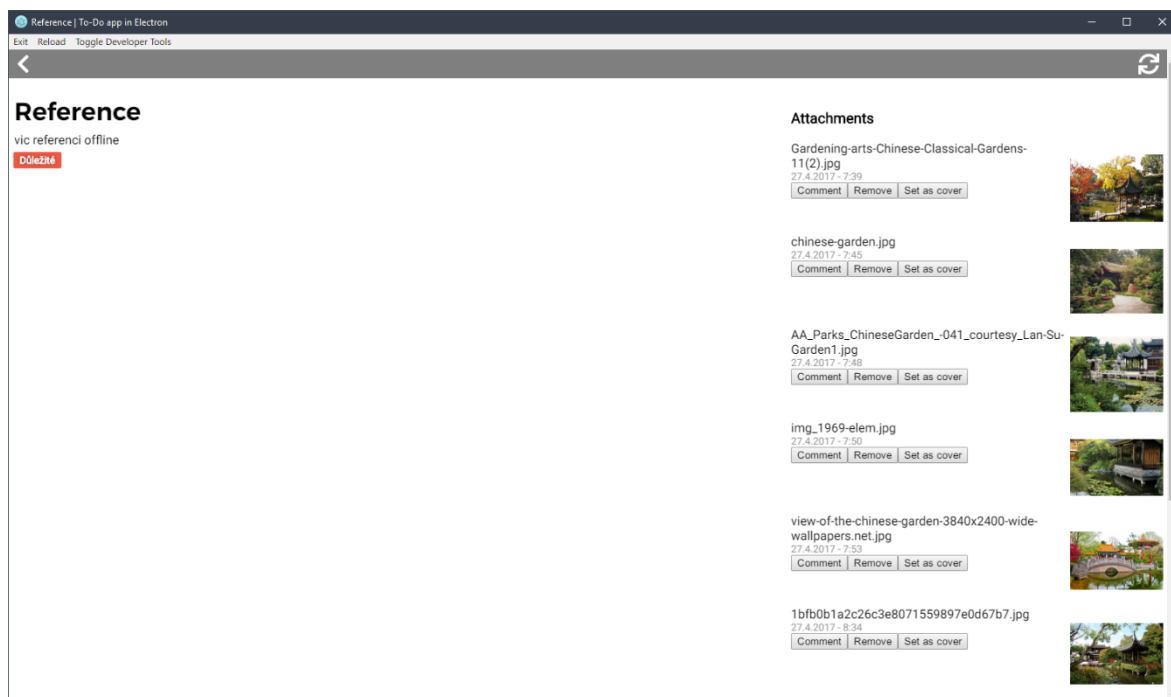 Reference | To-Do app in Electron
Exit Reload Toggle Developer Tools
Reference
vic referenci offline
Důležité
Attachments
Gardening-arts-Chinese-Classical-Gardens-
11(2).jpg
27.4.2017 - 7:39
Comment Remove Set as cover
chinese-garden.jpg
27.4.2017 - 7:45
Comment Remove Set as cover
AA_Parks_ChineseGarden_-041_courtesy_Lan-Su-
Garden1.jpg
27.4.2017 - 7:48
Comment Remove Set as cover
img_1969-elem.jpg
27.4.2017 - 7:50
Comment Remove Set as cover
view-of-the-chinese-garden-3840x2400-wide-
wallpapers.net.jpg
27.4.2017 - 7:53
Comment Remove Set as cover
1bfb0b1a2c26c3e8071559897e0d67b7.jpg
27.4.2017 - 8:34
Comment Remove Set as cover